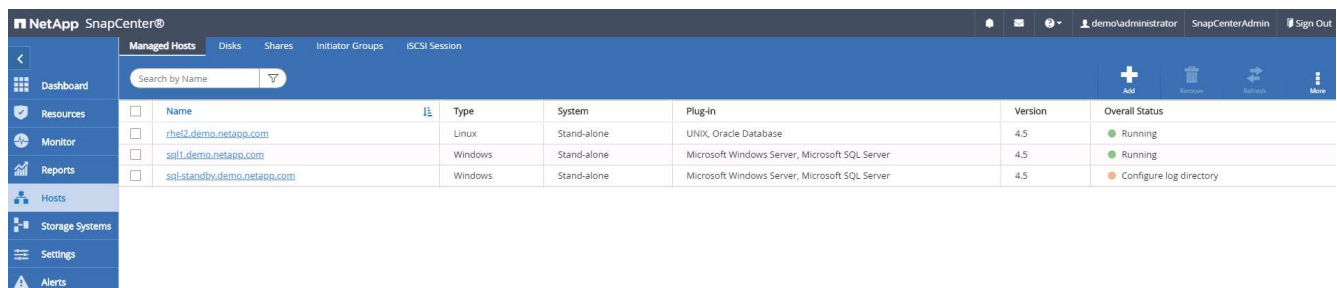 NetApp SnapCenter®
demo\administrator SnapCenterAdmin Sign Out
Managed Hosts Disks Shares Initiator Groups iSCSI Session
Search by Name
Add Remove Refresh More
Dashboard
Resources
Monitor
Reports
Hosts
Storage Systems
Settings
Alerts
Name Type System Plug-in Version Overall Status
rhel2.demo.netapp.com Linux Stand-alone UNIX, Oracle Database 4.5 Running
sql1.demo.netapp.com Windows Stand-alone Microsoft Windows Server, Microsoft SQL Server 4.5 Running
sql-standby.demo.netapp.com Windows Stand-alone Microsoft Windows Server, Microsoft SQL Server 4.5 Configure log directory